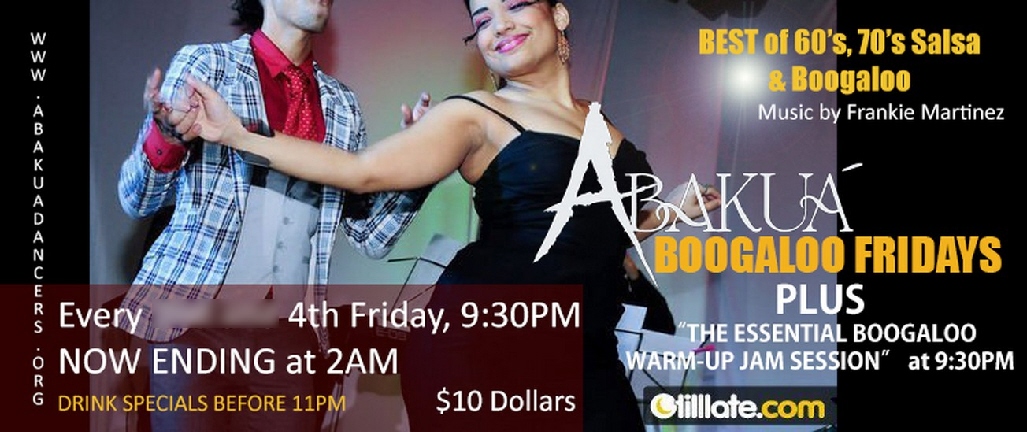 WWW.ABAKUADANCERS.ORG
BEST of 60's, 70's Salsa
& Boogaloo
Music by Frankie Martinez
ABAKUÁ
BOOGALOO FRIDAYS
PLUS
"THE ESSENTIAL BOOGALOO
WARM-UP JAM SESSION" at 9:30PM
Every 4th Friday, 9:30PM
NOW ENDING at 2AM
DRINK SPECIALS BEFORE 11PM
$10 Dollars
tilllate.com